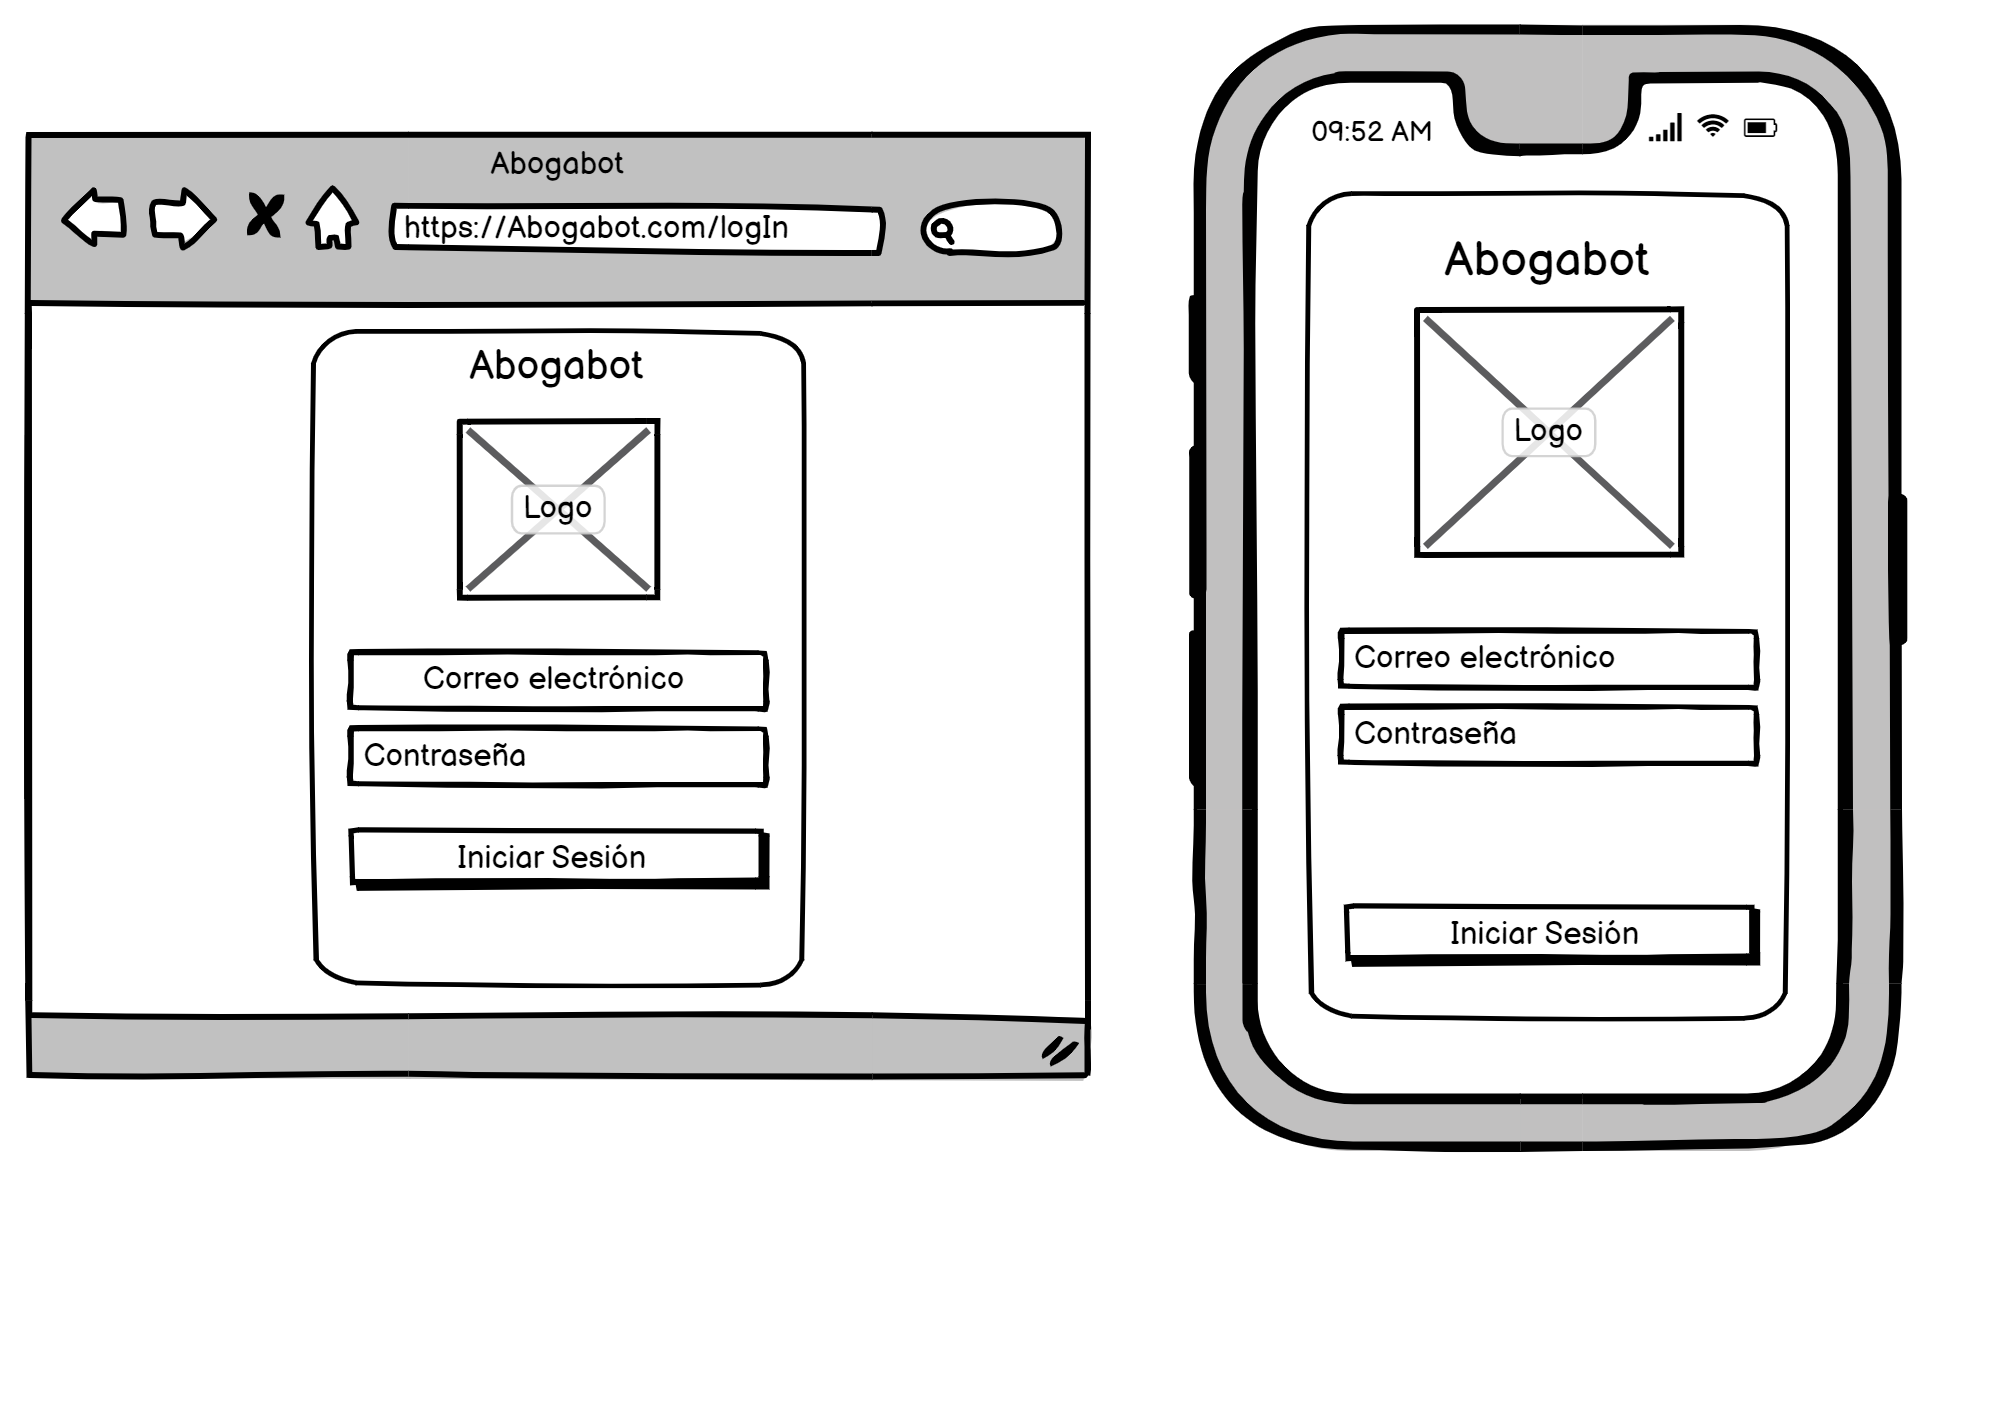 Abogabot
https://Abogabot.com/logIn
Abogabot
Logo
Correo electrónico
Contraseña
Iniciar Sesión
09:52 AM
Abogabot
Logo
Correo electrónico
Contraseña
Iniciar Sesión